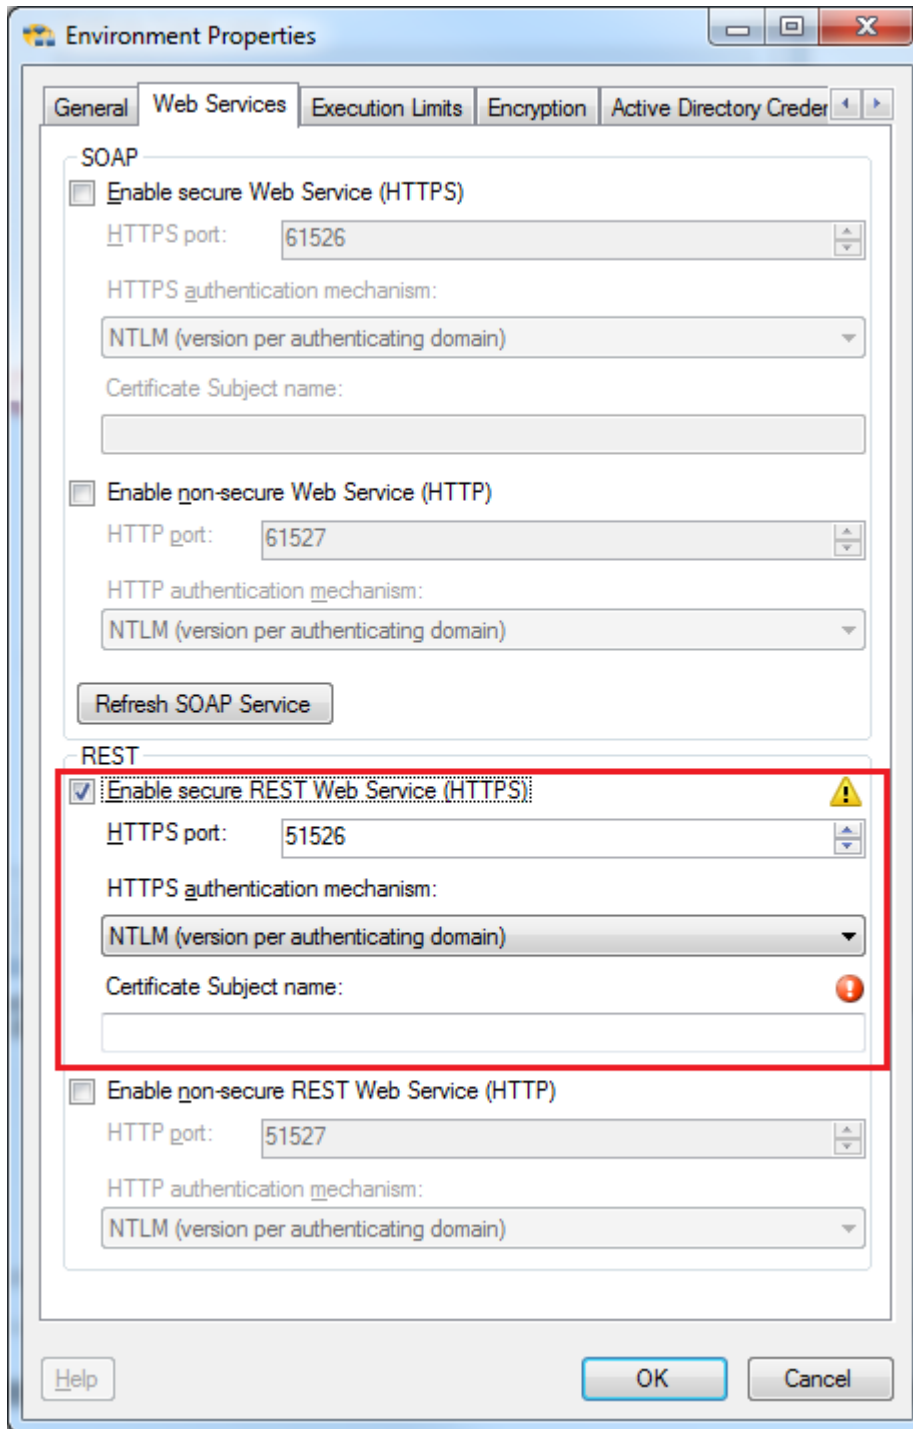 Environment Properties
General Web Services Execution Limits Encryption Active Directory Creder
SOAP
Enable secure Web Service (HTTPS)
HTTPS port: 61526
HTTPS authentication mechanism:
NTLM (version per authenticating domain)
Certificate Subject name:
Enable non-secure Web Service (HTTP)
HTTP port: 61527
HTTP authentication mechanism:
NTLM (version per authenticating domain)
Refresh SOAP Service
REST
Enable secure REST Web Service (HTTPS)
HTTPS port: 51526
HTTPS authentication mechanism:
NTLM (version per authenticating domain)
Certificate Subject name:
Enable non-secure REST Web Service (HTTP)
HTTP port: 51527
HTTP authentication mechanism:
NTLM (version per authenticating domain)
Help OK Cancel